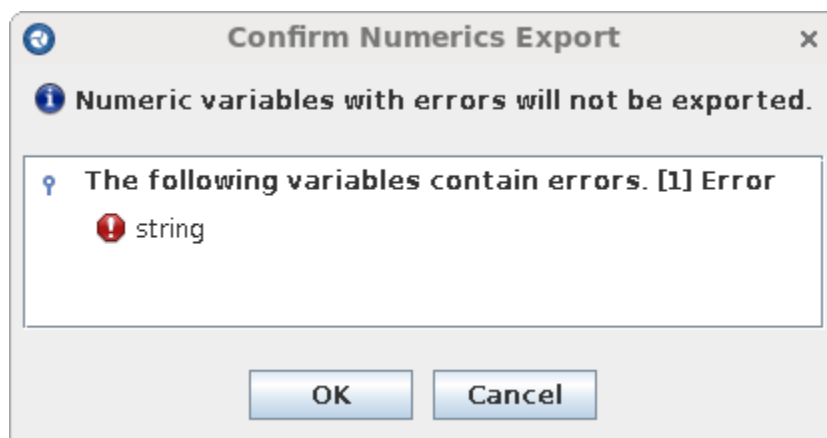 Confirm Numerics Export
Numeric variables with errors will not be exported.
The following variables contain errors. [1] Error
string
OK
Cancel